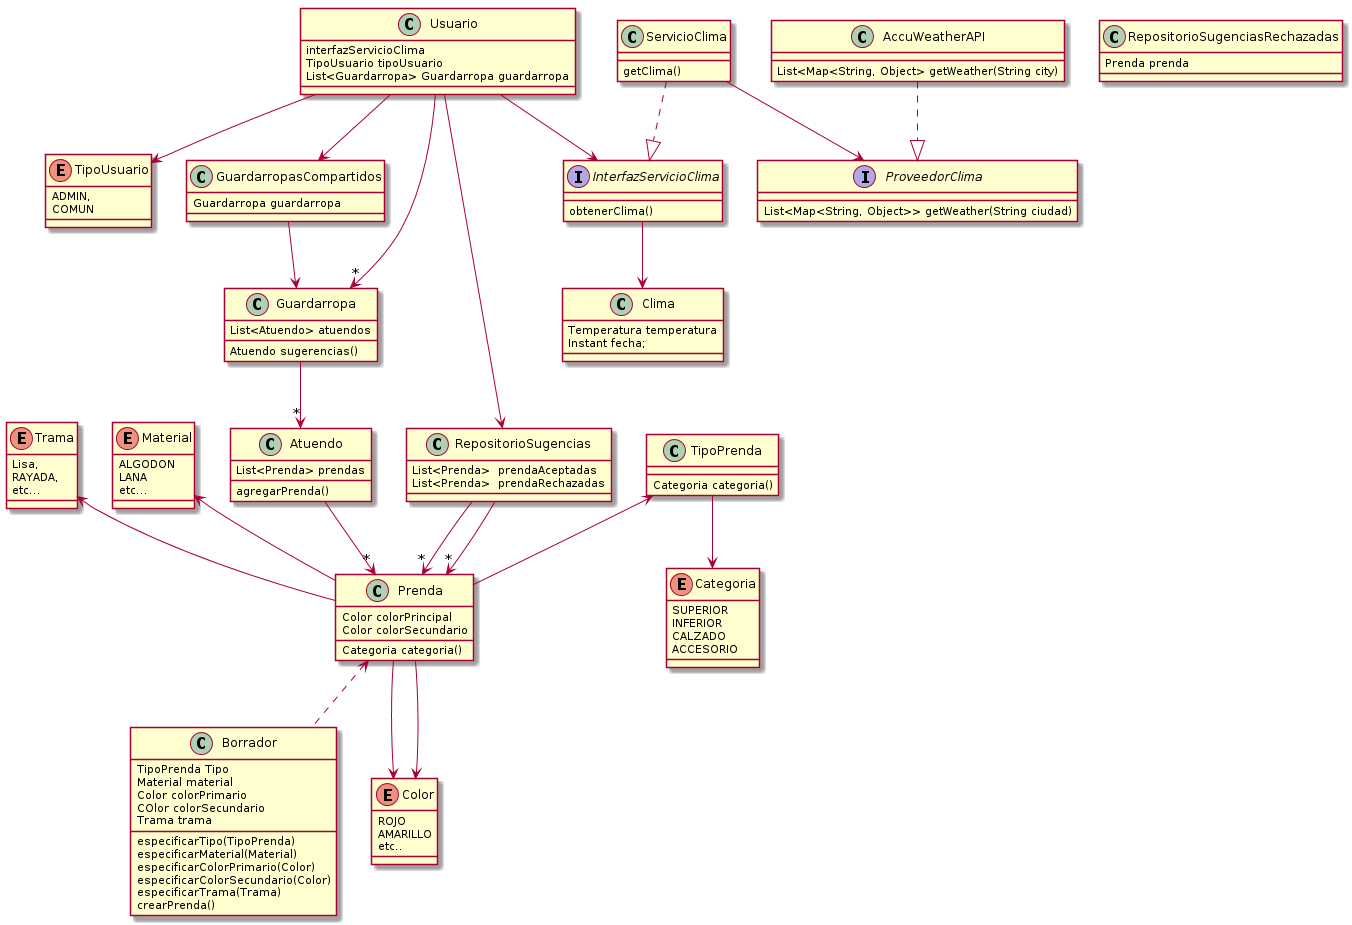 C Usuario
interfazServicioClima
TipoUsuario tipoUsuario
List<Guardarropa> Guardarropa guardarropa
C ServicioClima
getClima()
C AccuWeatherAPI
List<Map<String, Object> getWeather(String city)
C RepositorioSugenciasRechazadas
Prenda prenda
E TipoUsuario
ADMIN,
COMUN
C GuardarropasCompartidos
Guardarropa guardarropa
I InterfazServicioClima
obtenerClima()
I ProveedorClima
List<Map<String, Object>> getWeather(String ciudad)
*
C Guardarropa
List<Atuendo> atuendos
Atuendo sugerencias()
C Clima
Temperatura temperatura
Instant fecha;
*
E Trama
Lisa,
RAYADA,
etc...
E Material
ALGODON
LANA
etc...
C Atuendo
List<Prenda> prendas
agregarPrenda()
C RepositorioSugencias
List<Prenda> prendaAceptadas
List<Prenda> prendaRechazadas
C TipoPrenda
Categoria categoria()
* * *
C Prenda
Color colorPrincipal
Color colorSecundario
Categoria categoria()
E Categoria
SUPERIOR
INFERIOR
CALZADO
ACCESORIO
C Borrador
TipoPrenda Tipo
Material material
Color colorPrimario
COlor colorSecundario
Trama trama
especificarTipo(TipoPrenda)
especificarMaterial(Material)
especificarColorPrimario(Color)
especificarColorSecundario(Color)
especificarTrama(Trama)
crearPrenda()
E Color
ROJO
AMARILLO
etc..